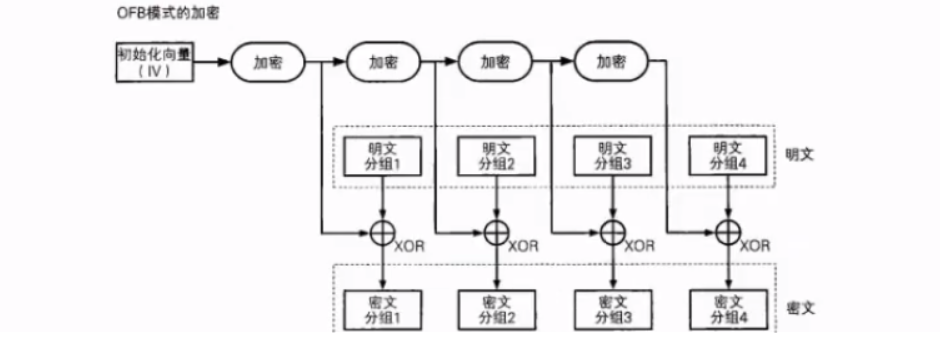 OFB模式的加密
初始化向量
（IV）
加密
加密
加密
加密
明文
分组1
明文
分组2
明文
分组3
明文
分组4
明文
XOR
XOR
XOR
XOR
密文
分组1
密文
分组2
密文
分组3
密文
分组4
密文